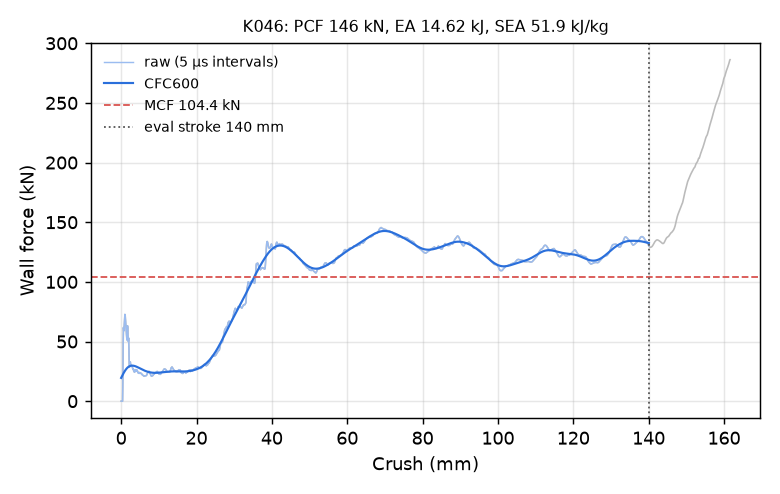 K046: PCF 146 kN, EA 14.62 kJ, SEA 51.9 kJ/kg
300
250
200
150
100
50
0
Wall force (kN)
raw (5 µs intervals)
CFC600
MCF 104.4 kN
eval stroke 140 mm
0 20 40 60 80 100 120 140 160
Crush (mm)